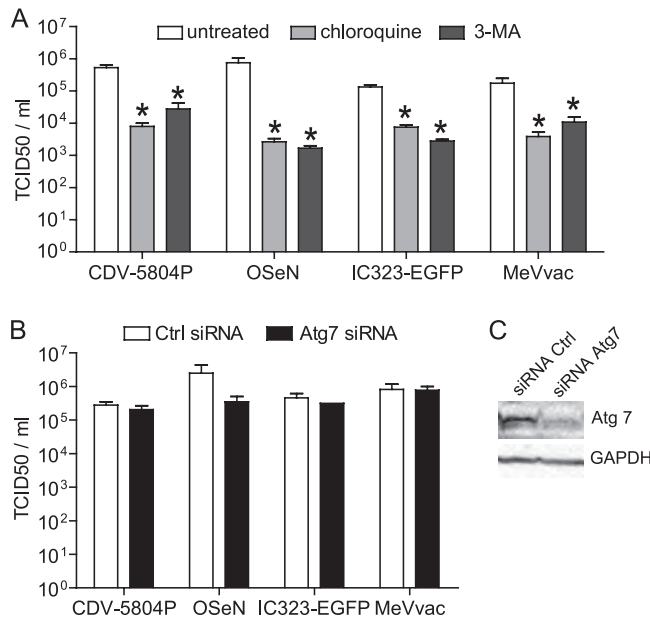 A
untreated chloroquine 3-MA
TCID50 / ml
10⁷
10⁶
10⁵
10⁴
10³
10²
10¹
10⁰
* * * * * * * *
CDV-5804P OSeN IC323-EGFP MeVvac
B
Ctrl siRNA Atg7 siRNA
TCID50 / ml
10⁷
10⁶
10⁵
10⁴
10³
10²
10¹
10⁰
CDV-5804P OSeN IC323-EGFP MeVvac
C
siRNA Ctrl
siRNA Atg7
Atg 7
GAPDH